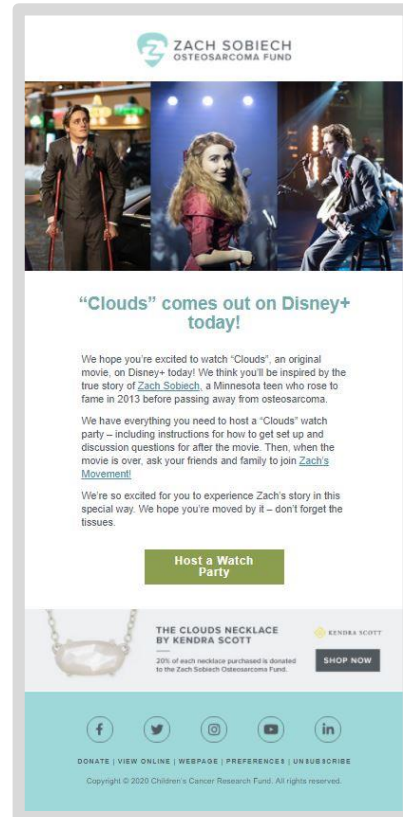 ZACH SOBIECH
OSTEOSARCOMA FUND
“Clouds” comes out on Disney+
today!
We hope you’re excited to watch “Clouds”, an original
movie, on Disney+ today! We think you’ll be inspired by the
true story of Zach Sobiech, a Minnesota teen who rose to
fame in 2013 before passing away from osteosarcoma.
We have everything you need to host a “Clouds” watch
party – including instructions for how to get set up and
discussion questions for after the movie. Then, when the
movie is over, ask your friends and family to join Zach’s
Movement!
We’re so excited for you to experience Zach’s story in this
special way. We hope you’re moved by it – don’t forget the
tissues.
Host a Watch
Party
THE CLOUDS NECKLACE
BY KENDRA SCOTT
KENDRA SCOTT
20% of each necklace purchased is donated
to the Zach Sobiech Osteosarcoma Fund.
SHOP NOW
DONATE | VIEW ONLINE | WEBPAGE | PREFERENCES | UNSUBSCRIBE
Copyright © 2020 Children's Cancer Research Fund. All rights reserved.